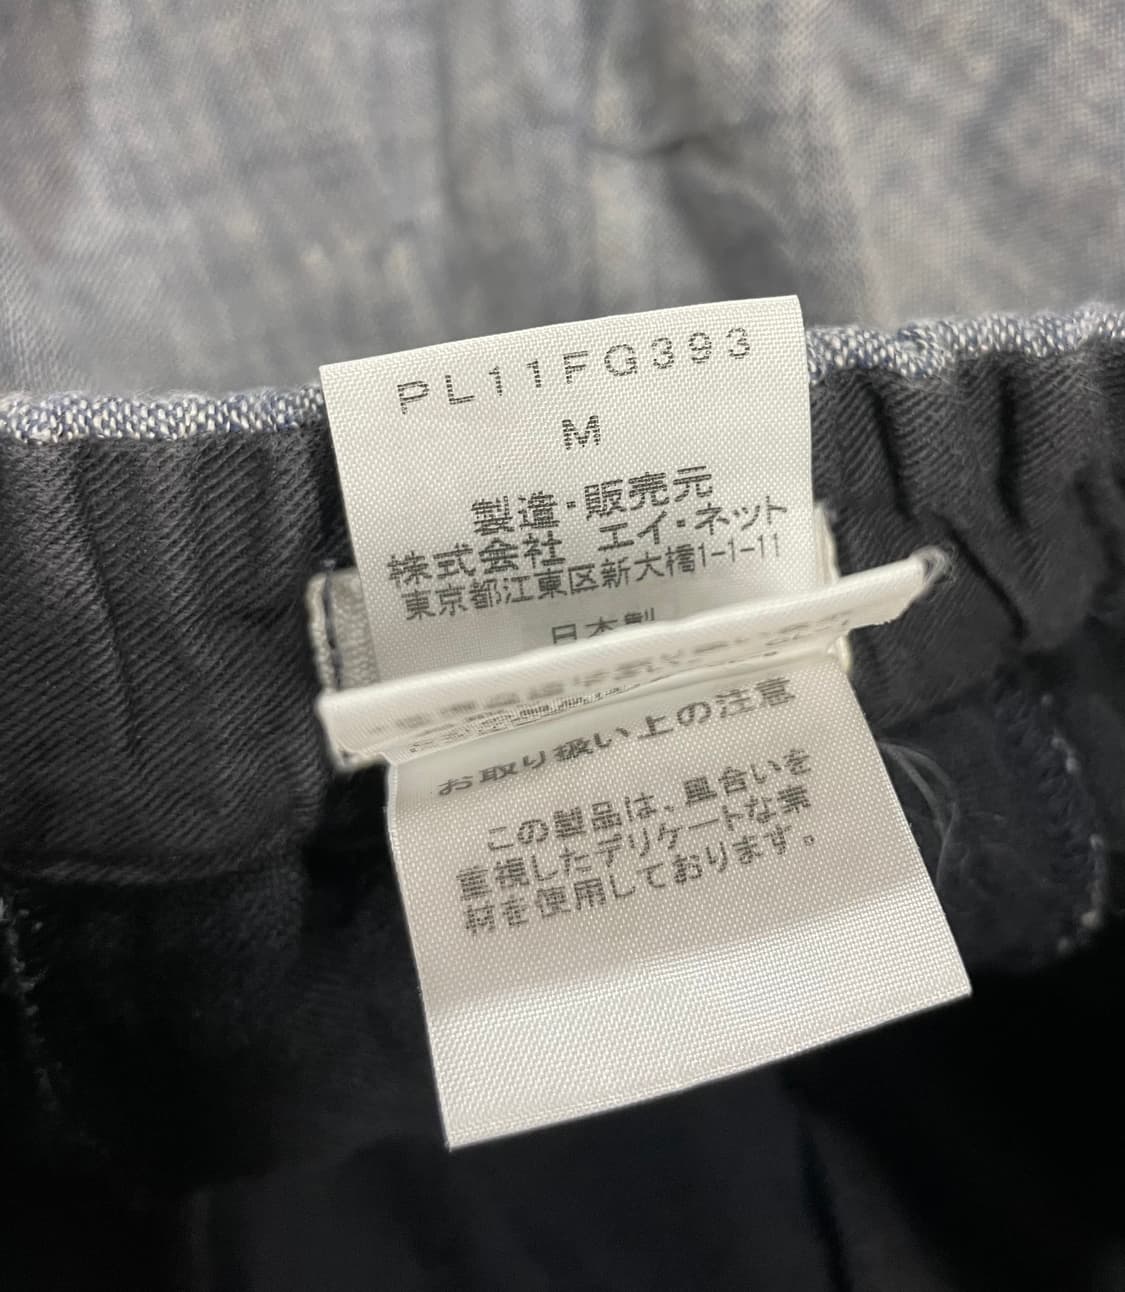 PL11FG393
M
製造・販売元
株式会社 エイ・ネット
東京都江東区新大橋1-1-11
日本製
お取り扱い上の注意
この製品は、風合いを
重視したデリケートな素
材を使用しております。